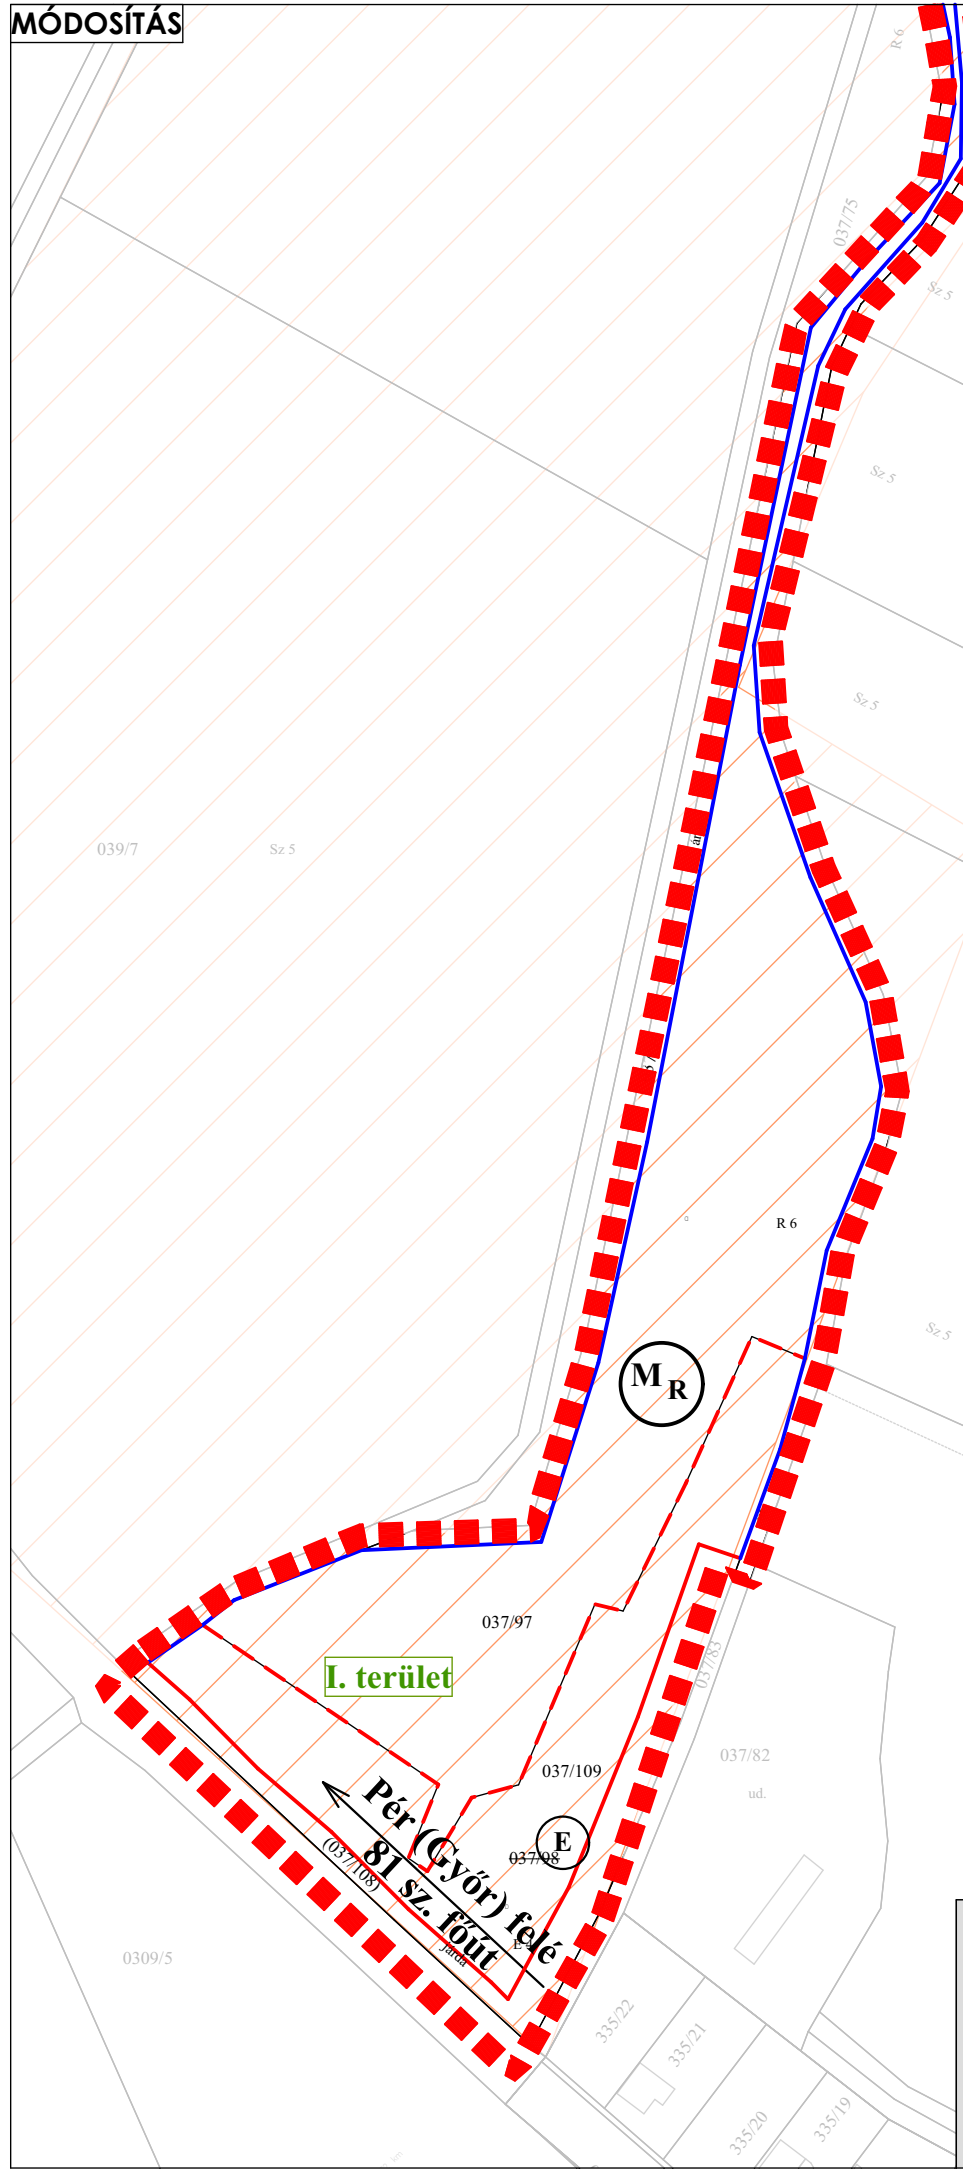 MÓDOSÍTÁS
R 6
037/75
Sz 5
Sz 5
Sz 5
039/7
Sz 5
R 6
Sz 5
M R
037/97
I. terület
037/83
037/82
ud.
037/109
E
037/98
Pér (Győr) felé
81 sz. főút
(037/108)
járda
0309/5
335/22
335/21
335/20
335/19